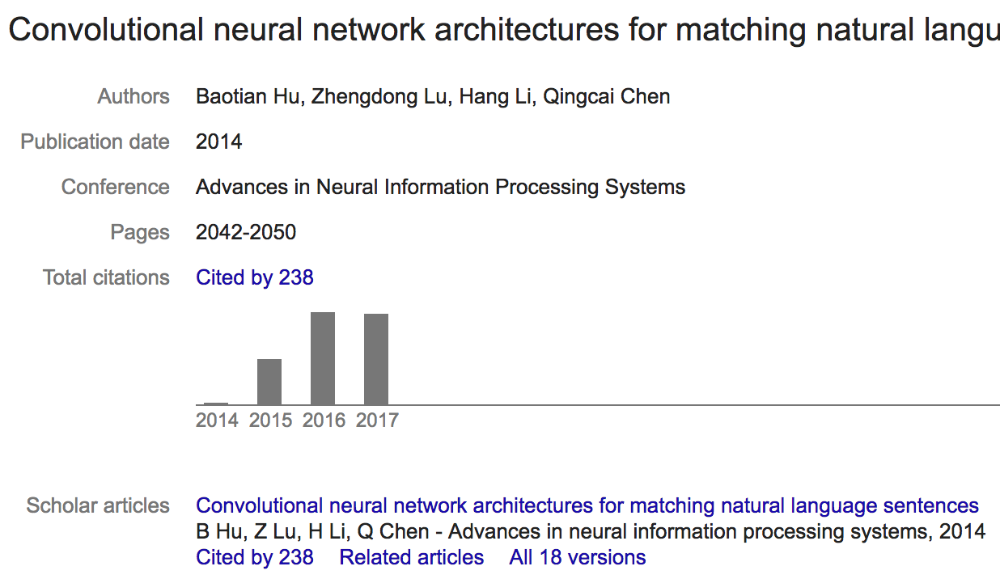 Convolutional neural network architectures for matching natural langu
Authors Baotian Hu, Zhengdong Lu, Hang Li, Qingcai Chen
Publication date 2014
Conference Advances in Neural Information Processing Systems
Pages 2042-2050
Total citations Cited by 238
2014 2015 2016 2017
Scholar articles Convolutional neural network architectures for matching natural language sentences
B Hu, Z Lu, H Li, Q Chen - Advances in neural information processing systems, 2014
Cited by 238 Related articles All 18 versions